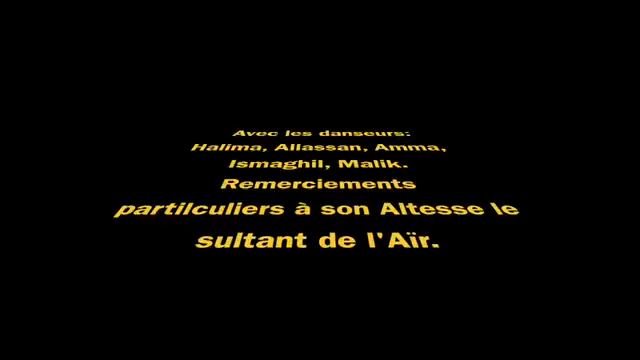 Avec les danseurs:
Halima, Allassan, Amma,
Ismaghil, Malik.
Remerciements
partilculiers à son Altesse le
sultant de l'Aïr.